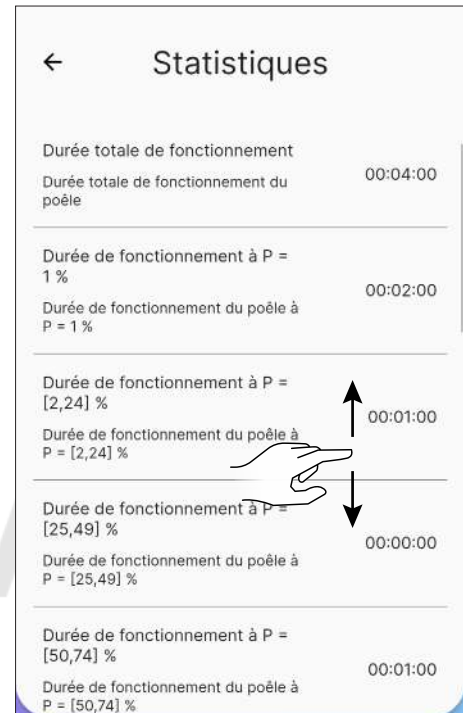 Statistiques
Durée totale de fonctionnement
Durée totale de fonctionnement du
poêle
00:04:00
Durée de fonctionnement à P =
1 %
Durée de fonctionnement du poêle à
P = 1 %
00:02:00
Durée de fonctionnement à P =
[2,24] %
Durée de fonctionnement du poêle à
P = [2,24] %
00:01:00
Durée de fonctionnement à P =
[25,49] %
Durée de fonctionnement du poêle à
P = [25,49] %
00:00:00
Durée de fonctionnement à P =
[50,74] %
Durée de fonctionnement du poêle à
P = [50,74] %
00:01:00